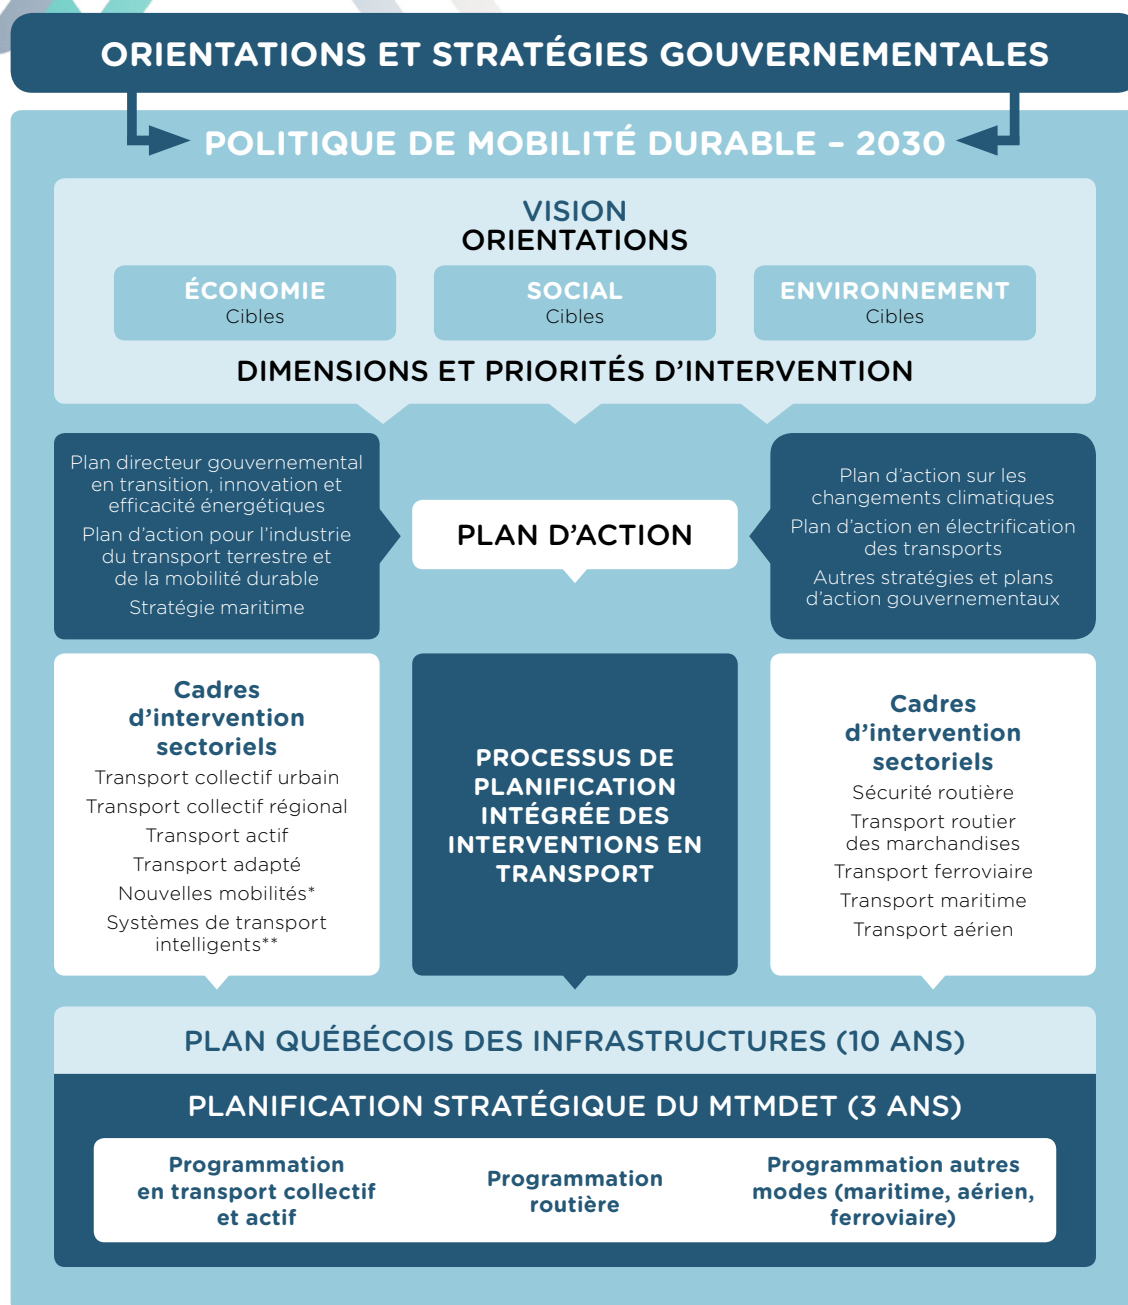 ORIENTATIONS ET STRATÉGIES GOUVERNEMENTALES
POLITIQUE DE MOBILITÉ DURABLE – 2030
VISION
ORIENTATIONS
ÉCONOMIE
Cibles
SOCIAL
Cibles
ENVIRONNEMENT
Cibles
DIMENSIONS ET PRIORITÉS D’INTERVENTION
Plan directeur gouvernemental
en transition, innovation et
efficacité énergétiques
Plan d’action pour l’industrie
du transport terrestre et
de la mobilité durable
Stratégie maritime
PLAN D’ACTION
Plan d’action sur les
changements climatiques
Plan d’action en électrification
des transports
Autres stratégies et plans
d’action gouvernementaux
Cadres
d’intervention
sectoriels
Transport collectif urbain
Transport collectif régional
Transport actif
Transport adapté
Nouvelles mobilités*
Systèmes de transport
intelligents**
PROCESSUS DE
PLANIFICATION
INTÉGRÉE DES
INTERVENTIONS EN
TRANSPORT
Cadres
d’intervention
sectoriels
Sécurité routière
Transport routier
des marchandises
Transport ferroviaire
Transport maritime
Transport aérien
PLAN QUÉBÉCOIS DES INFRASTRUCTURES (10 ANS)
PLANIFICATION STRATÉGIQUE DU MTMDET (3 ANS)
Programmation
en transport collectif
et actif
Programmation
routière
Programmation autres
modes (maritime, aérien,
ferroviaire)